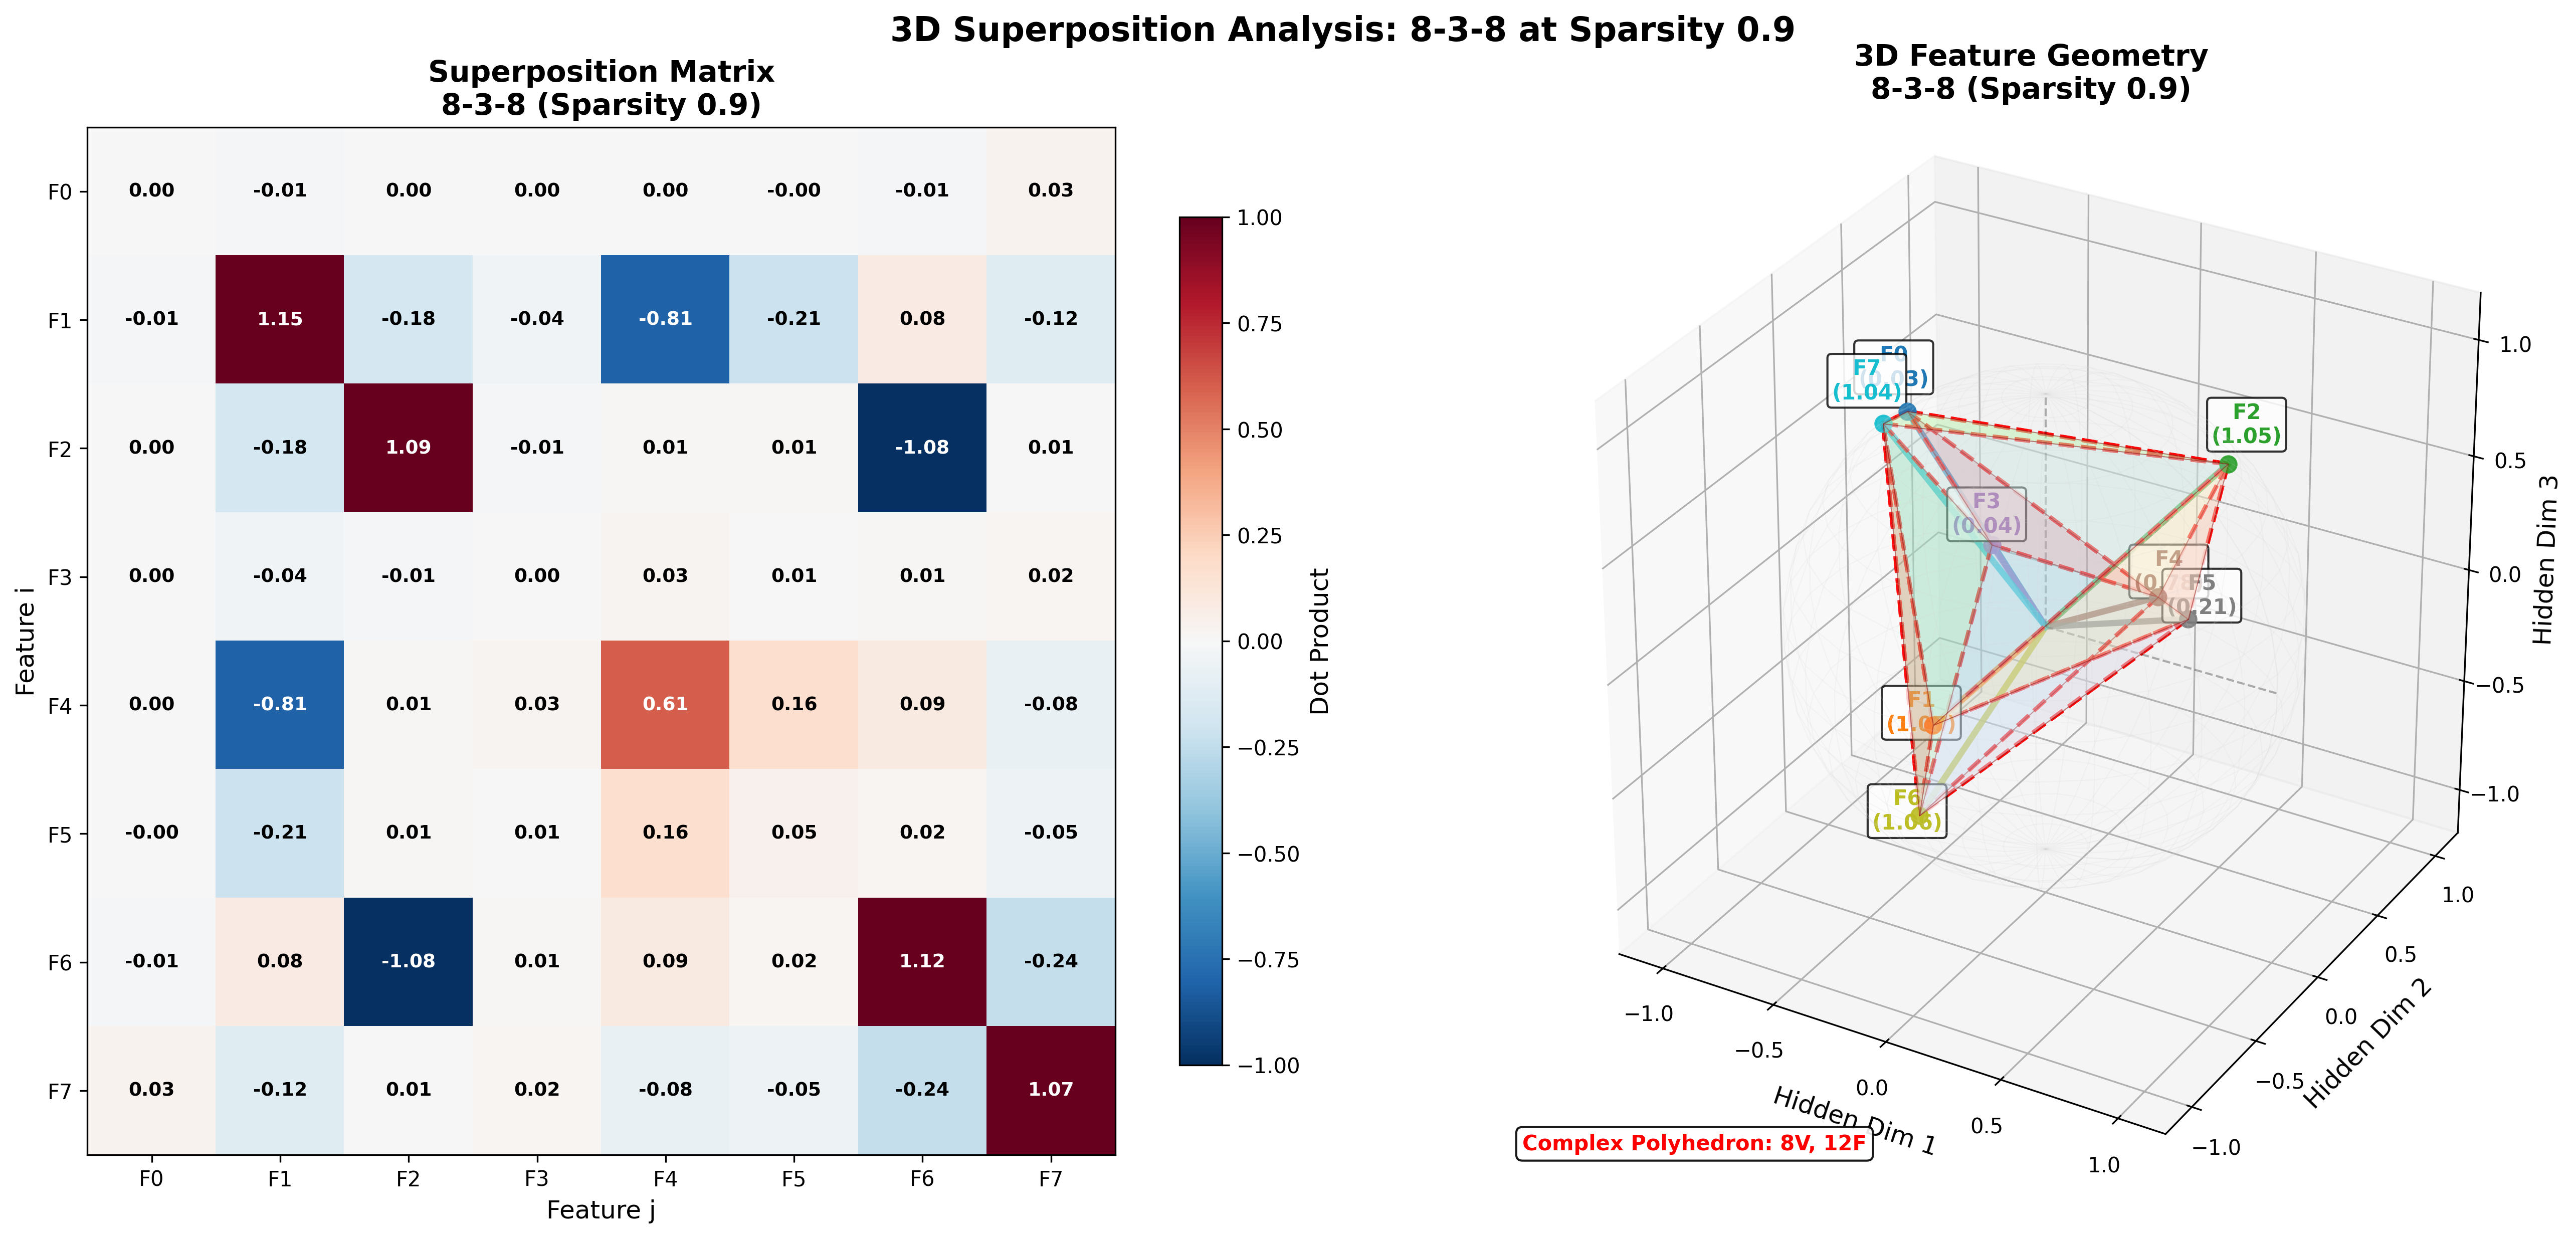 3D Superposition Analysis: 8-3-8 at Sparsity 0.9
Superposition Matrix
8-3-8 (Sparsity 0.9)
F0 0.00 -0.01 0.00 0.00 0.00 -0.00 -0.01 0.03
F1 -0.01 1.15 -0.18 -0.04 -0.81 -0.21 0.08 -0.12
F2 0.00 -0.18 1.09 -0.01 0.01 0.01 -1.08 0.01
F3 0.00 -0.04 -0.01 0.00 0.03 0.01 0.01 0.02
F4 0.00 -0.81 0.01 0.03 0.61 0.16 0.09 -0.08
F5 -0.00 -0.21 0.01 0.01 0.16 0.05 0.02 -0.05
F6 -0.01 0.08 -1.08 0.01 0.09 0.02 1.12 -0.24
F7 0.03 -0.12 0.01 0.02 -0.08 -0.05 -0.24 1.07
F0 F1 F2 F3 F4 F5 F6 F7
Feature j
Feature i
1.00
0.75
0.50
0.25
0.00
−0.25
−0.50
−0.75
−1.00
Dot Product
3D Feature Geometry
8-3-8 (Sparsity 0.9)
F0
F7
(1.04)
F2
(1.05)
F3
(0.04)
F4
F5
F1
F6
(1.06)
1.0
0.5
0.0
−0.5
−1.0
Hidden Dim 3
1.0
0.5
0.0
−0.5
−1.0
Hidden Dim 2
−1.0
−0.5
0.0
0.5
1.0
Hidden Dim 1
Complex Polyhedron: 8V, 12F